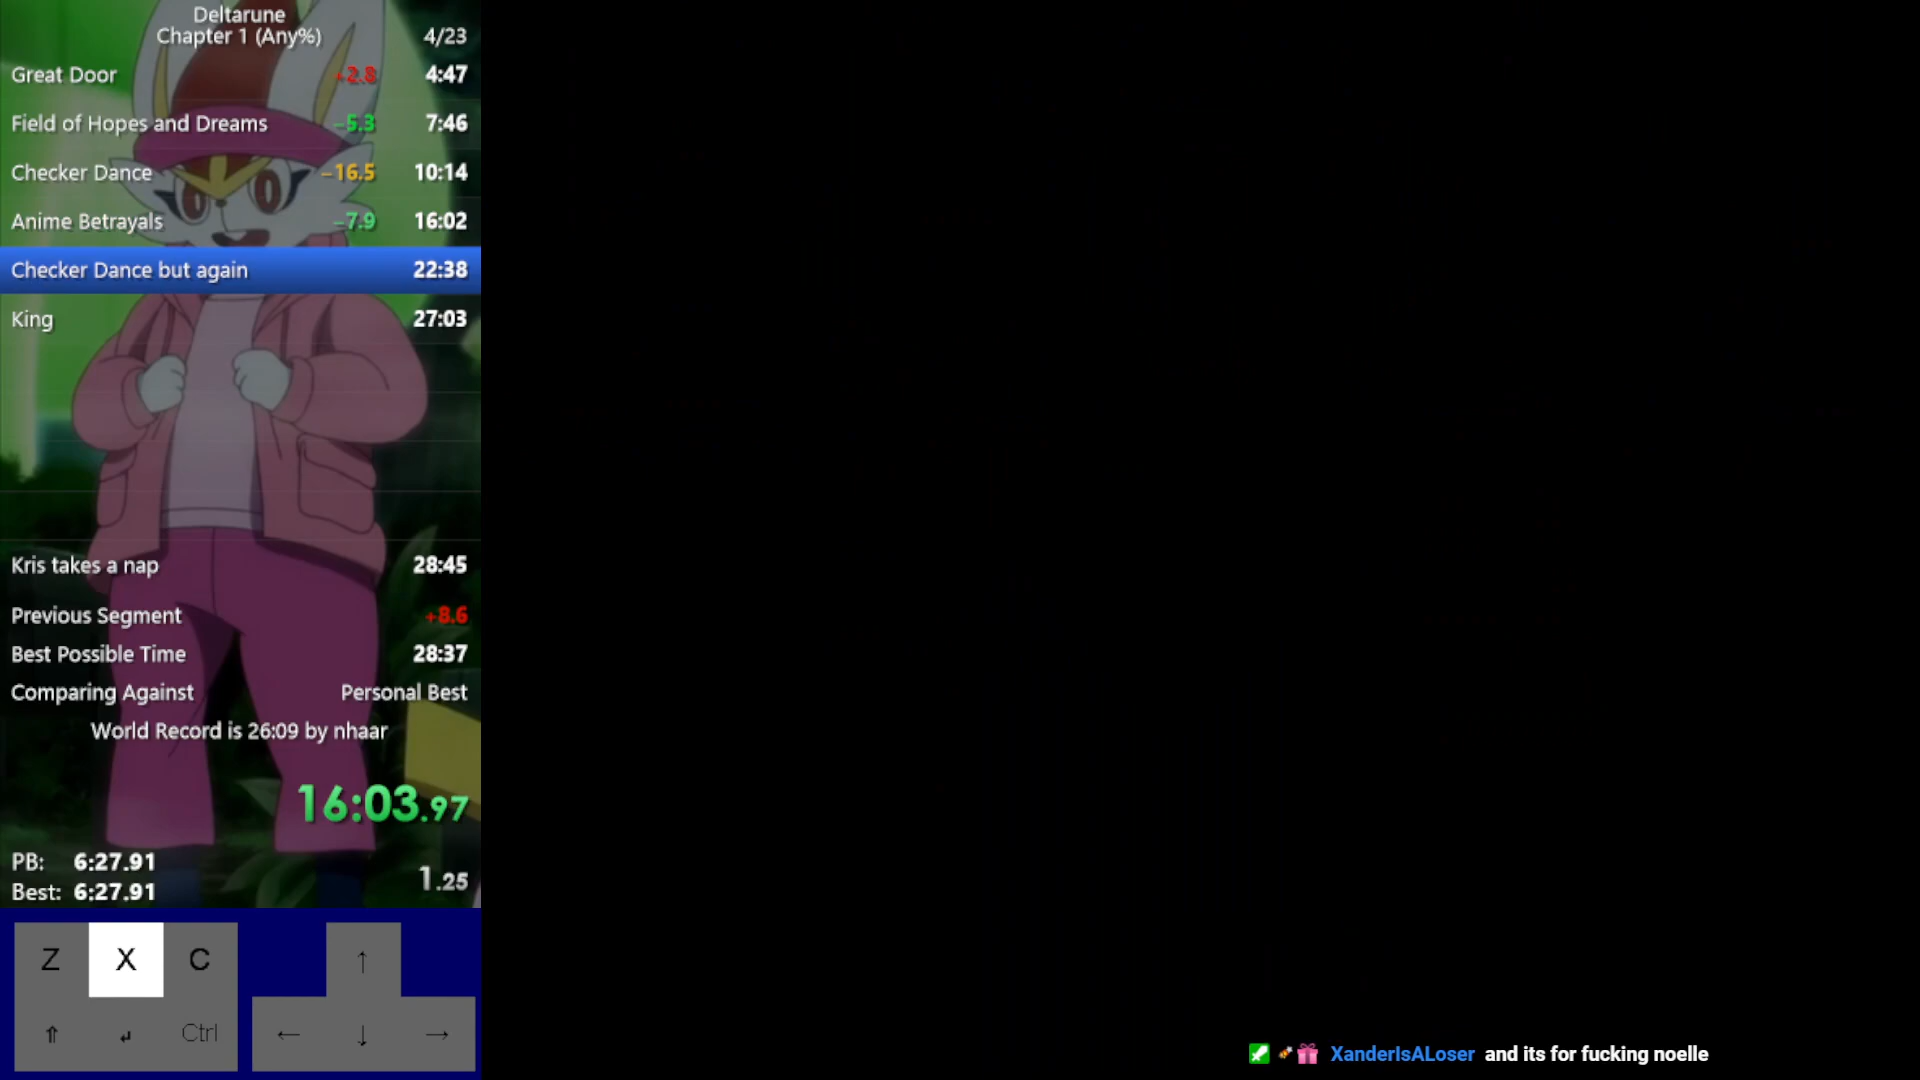 Deltarune
Chapter 1 (Any%) 4/23
Great Door +2.8 4:47
Field of Hopes and Dreams −5.3 7:46
Checker Dance −16.5 10:14
Anime Betrayals −7.9 16:02
Checker Dance but again 22:38
King 27:03
Kris takes a nap 28:45
Previous Segment +8.6
Best Possible Time 28:37
Comparing Against Personal Best
World Record is 26:09 by nhaar
16:03.97
PB: 6:27.91
Best: 6:27.91 1.25
Z X C ↑
⇑ ↵ Ctrl ← ↓ →
XanderIsALoser and its for fucking noelle